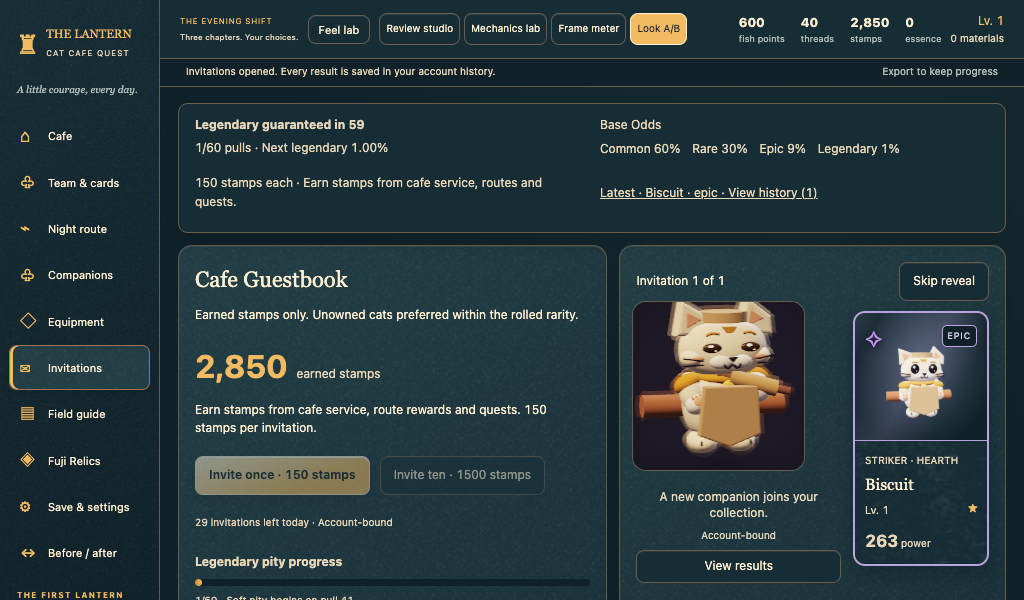 THE LANTERN
CAT CAFE QUEST
A little courage, every day.
Cafe
Team & cards
Night route
Companions
Equipment
Invitations
Field guide
Fuji Relics
Save & settings
Before / after
THE FIRST LANTERN
THE EVENING SHIFT
Three chapters. Your choices.
Feel lab
Review studio
Mechanics lab
Frame meter
Look A/B
600
fish points
40
threads
2,850
stamps
0
essence
Lv. 1
0 materials
Invitations opened. Every result is saved in your account history.
Export to keep progress
Legendary guaranteed in 59
1/60 pulls · Next legendary 1.00%
150 stamps each · Earn stamps from cafe service, routes and
quests.
Base Odds
Common 60% Rare 30% Epic 9% Legendary 1%
Latest · Biscuit · epic · View history (1)
Cafe Guestbook
Earned stamps only. Unowned cats preferred within the rolled rarity.
2,850 earned stamps
Earn stamps from cafe service, route rewards and quests. 150
stamps per invitation.
Invite once · 150 stamps
Invite ten · 1500 stamps
29 invitations left today · Account-bound
Legendary pity progress
1/60 · Soft pity begins on pull 41
Invitation 1 of 1
Skip reveal
A new companion joins your
collection.
Account-bound
View results
EPIC
STRIKER · HEARTH
Biscuit
Lv. 1
263 power